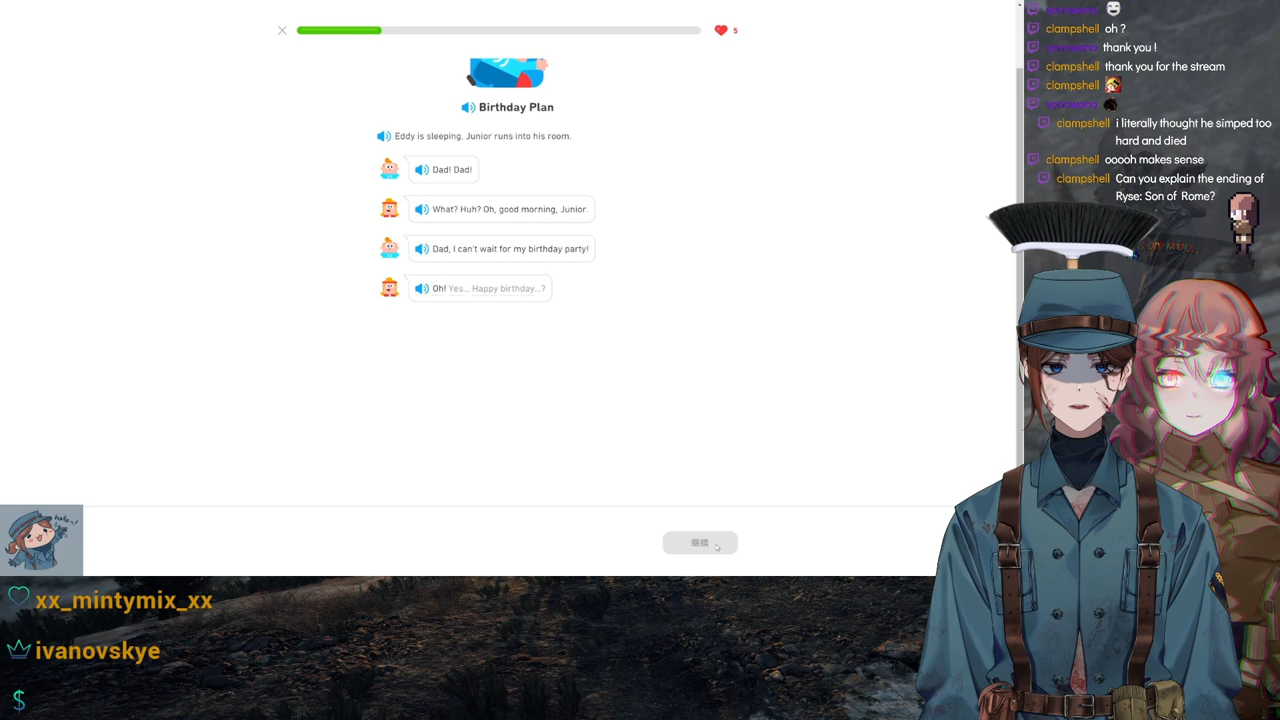 5
Birthday Plan
Eddy is sleeping. Junior runs into his room.
Dad! Dad!
What? Huh? Oh, good morning, Junior.
Dad, I can't wait for my birthday party!
Oh! Yes... Happy birthday...?
继续
clampshell oh ?
thank you !
clampshell thank you for the stream
clampshell
clampshell i literally thought he simped too
hard and died
clampshell ooooh makes sense
clampshell Can you explain the ending of
Ryse: Son of Rome?
xx_mintymix_xx
ivanovskye
$